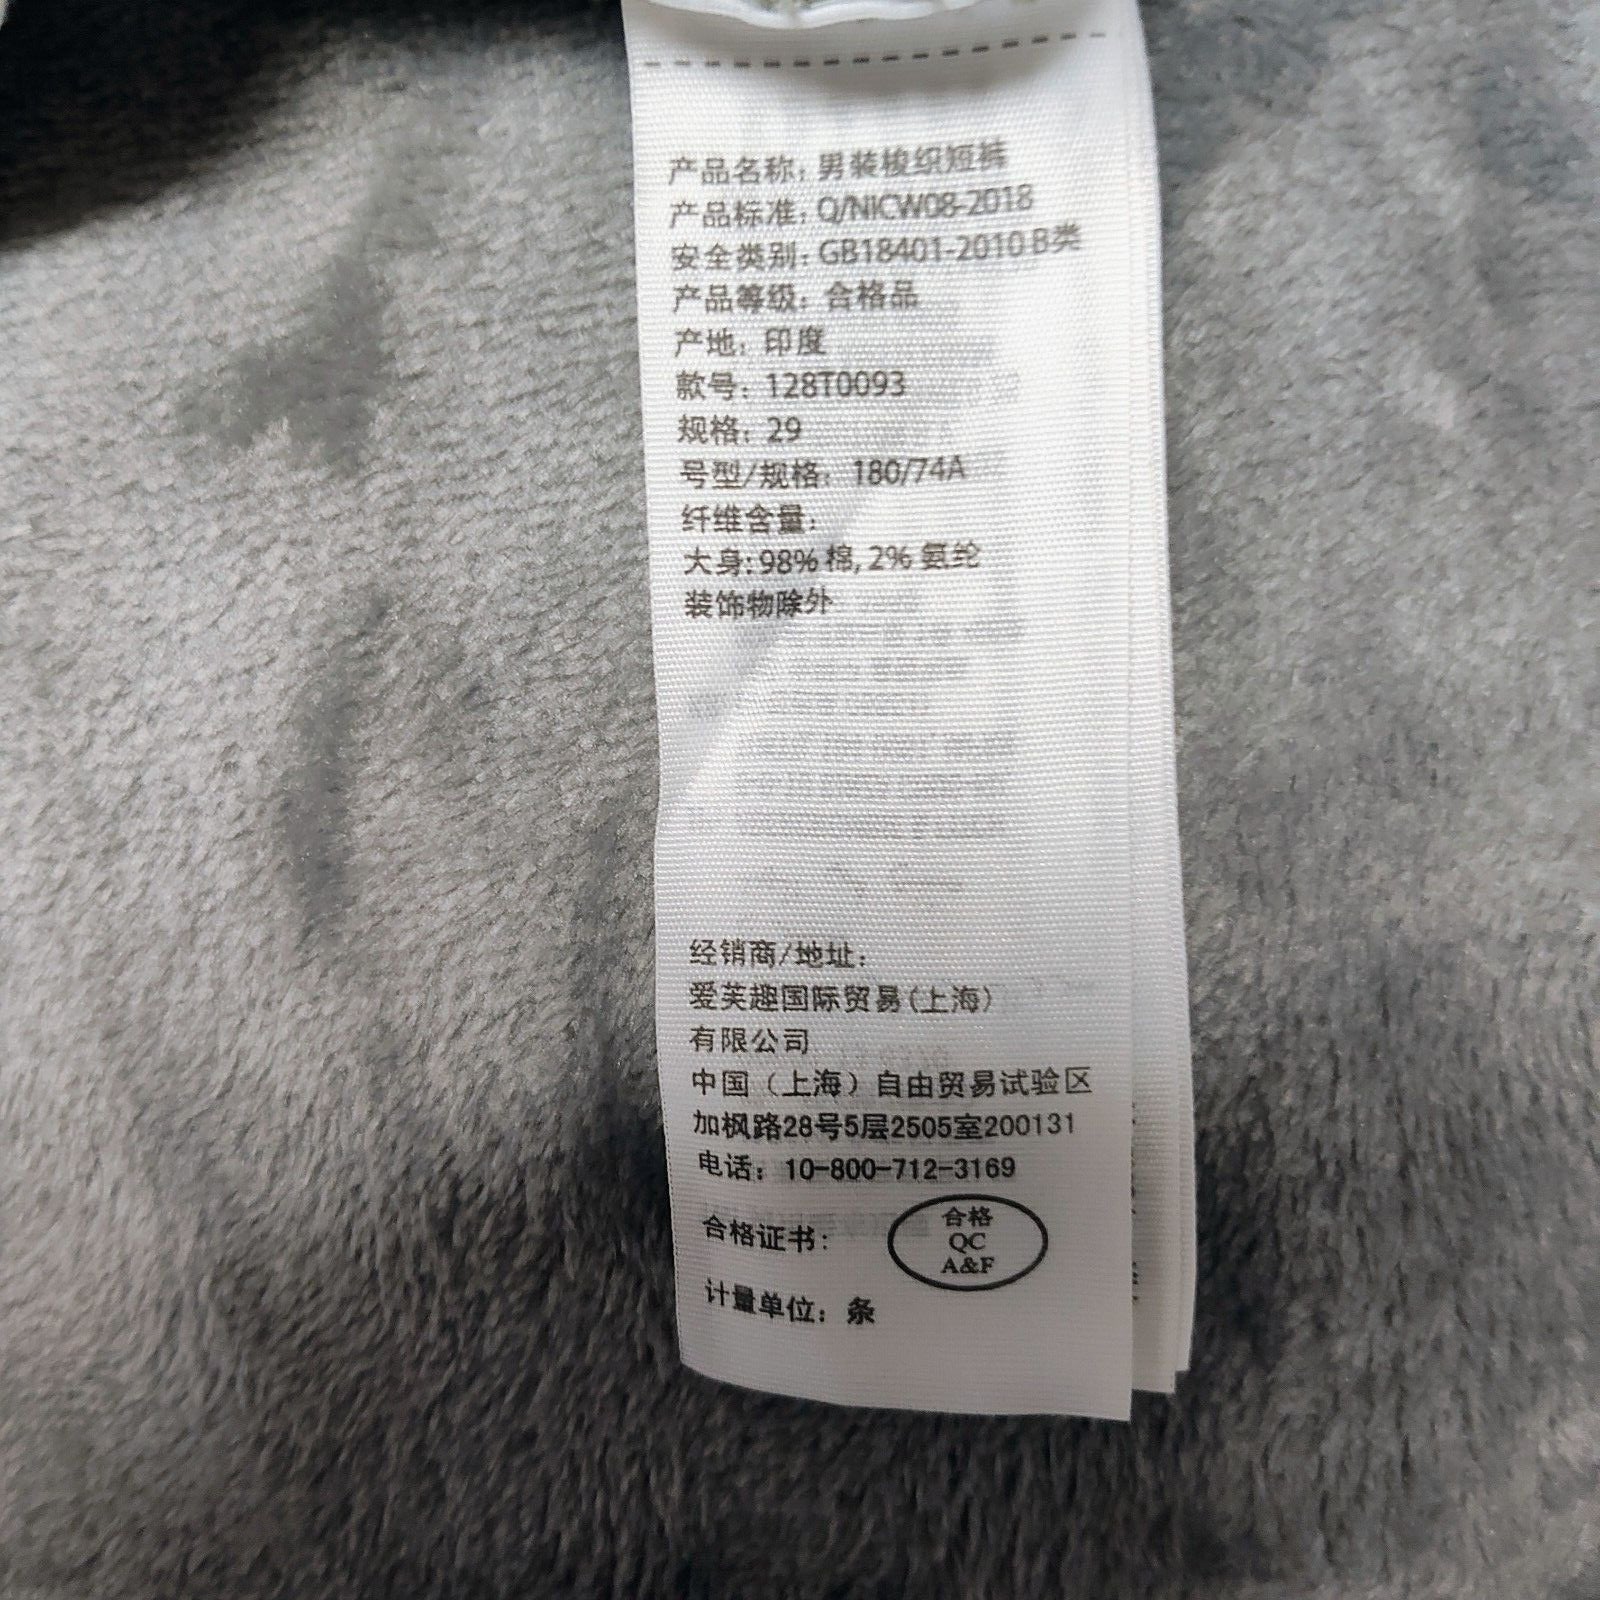 产品名称: 男装梭织短裤
产品标准: Q/NICW08-2018
安全类别: GB18401-2010 B类
产品等级: 合格品
产地: 印度
款号: 128T0093
规格: 29
号型/规格: 180/74A
纤维含量:
大身:98% 棉, 2% 氨纶
装饰物除外
经销商/地址:
爱芙趣国际贸易(上海)
有限公司
中国（上海）自由贸易试验区
加枫路28号5层2505室200131
电话: 10-800-712-3169
合格证书:
合格
QC
A&F
计量单位: 条